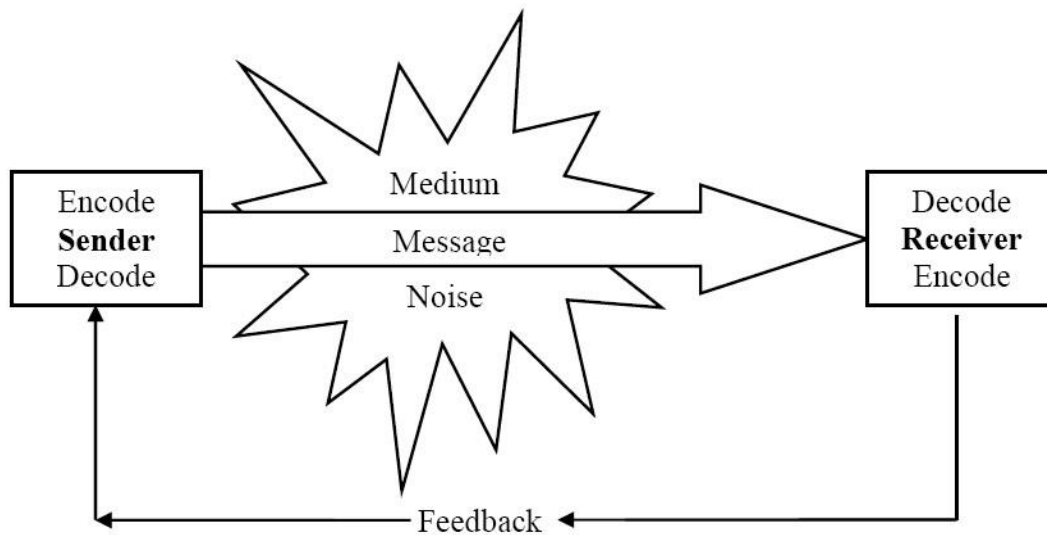 Medium
Encode
Sender
Decode
Message
Decode
Receiver
Encode
Noise
Feedback